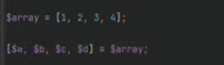 $array = [1, 2, 3, 4];
[$a, $b, $c, $d] = $array;